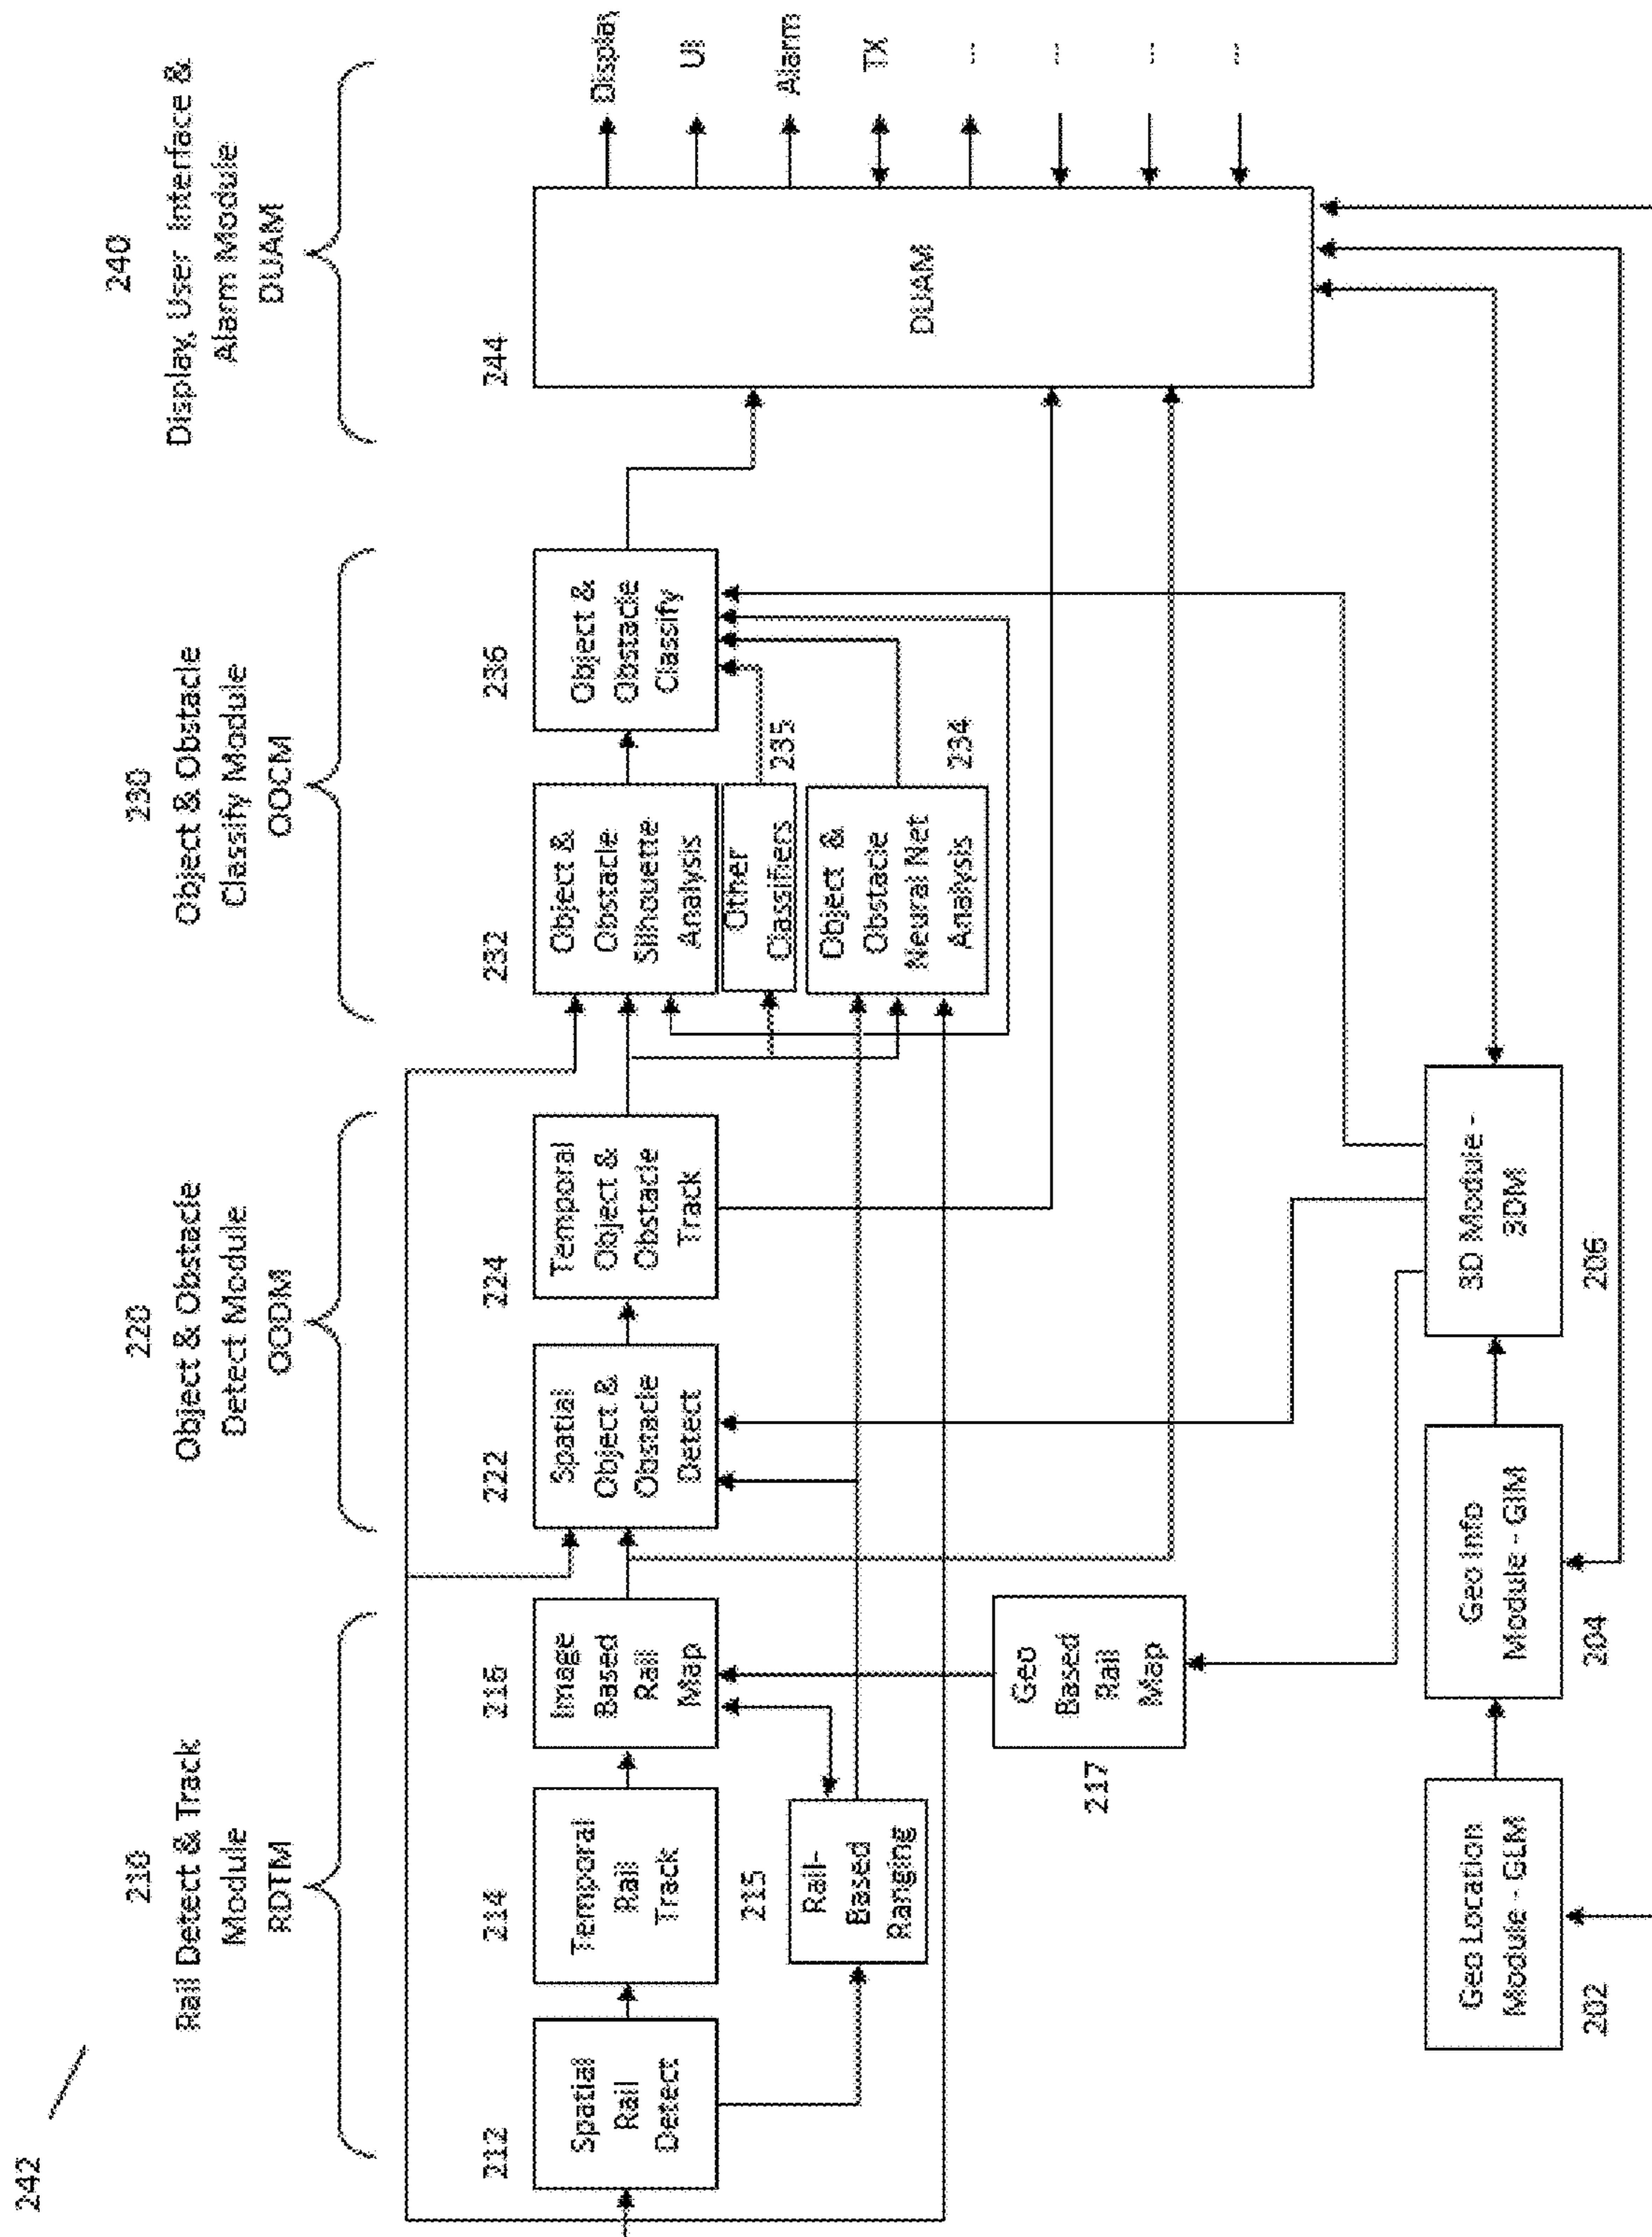 242
210
Rail Detect & Track
Module
RDTM
220
Object & Obstacle
Detect Module
OODM
230
Object & Obstacle
Classify Module
OOCM
240
Display, User Interface &
Alarm Module
DUAM
212
Spatial
Rail
Detect
214
Temporal
Rail
Track
216
Image
Based
Rail
Map
222
Spatial
Object &
Obstacle
Detect
224
Temporal
Object &
Obstacle
Track
232
Object &
Obstacle
Silhouette
Analysis
236
Object &
Obstacle
Classify
244
DUAM
Display
UI
Alarm
TX
...
...
...
...
215
Rail-
Based
Ranging
Other
Classifiers
235
Object &
Obstacle
Neural Net
Analysis
234
217
Geo
Based
Rail
Map
Geo Location
Module - GLM
202
Geo Info
Module - GIM
204
3D Module -
3DM
206